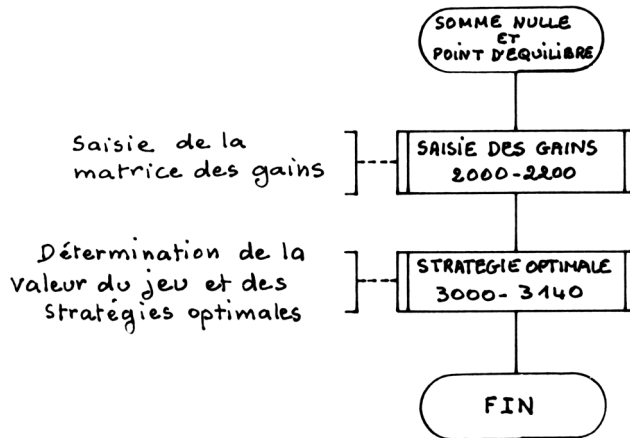 SOMME NULLE
ET
POINT D'EQUILIBRE
Saisie de la
matrice des gains
SAISIE DES GAINS
2000-2200
Détermination de la
valeur du jeu et des
stratégies optimales
STRATEGIE OPTIMALE
3000-3140
FIN